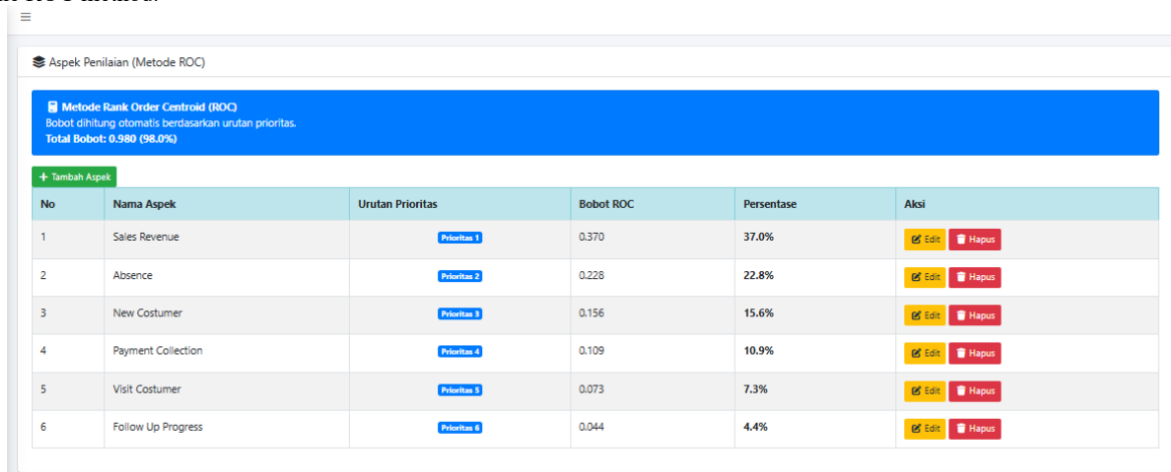 Aspek Penilaian (Metode ROC)
Metode Rank Order Centroid (ROC)
Bobot dihitung otomatis berdasarkan urutan prioritas.
Total Bobot: 0.980 (98.0%)
+ Tambah Aspek
No Nama Aspek Urutan Prioritas Bobot ROC Persentase Aksi
1 Sales Revenue Prioritas 1 0.370 37.0% Edit Hapus
2 Absence Prioritas 2 0.228 22.8% Edit Hapus
3 New Costumer Prioritas 3 0.156 15.6% Edit Hapus
4 Payment Collection Prioritas 4 0.109 10.9% Edit Hapus
5 Visit Costumer Prioritas 5 0.073 7.3% Edit Hapus
6 Follow Up Progress Prioritas 6 0.044 4.4% Edit Hapus